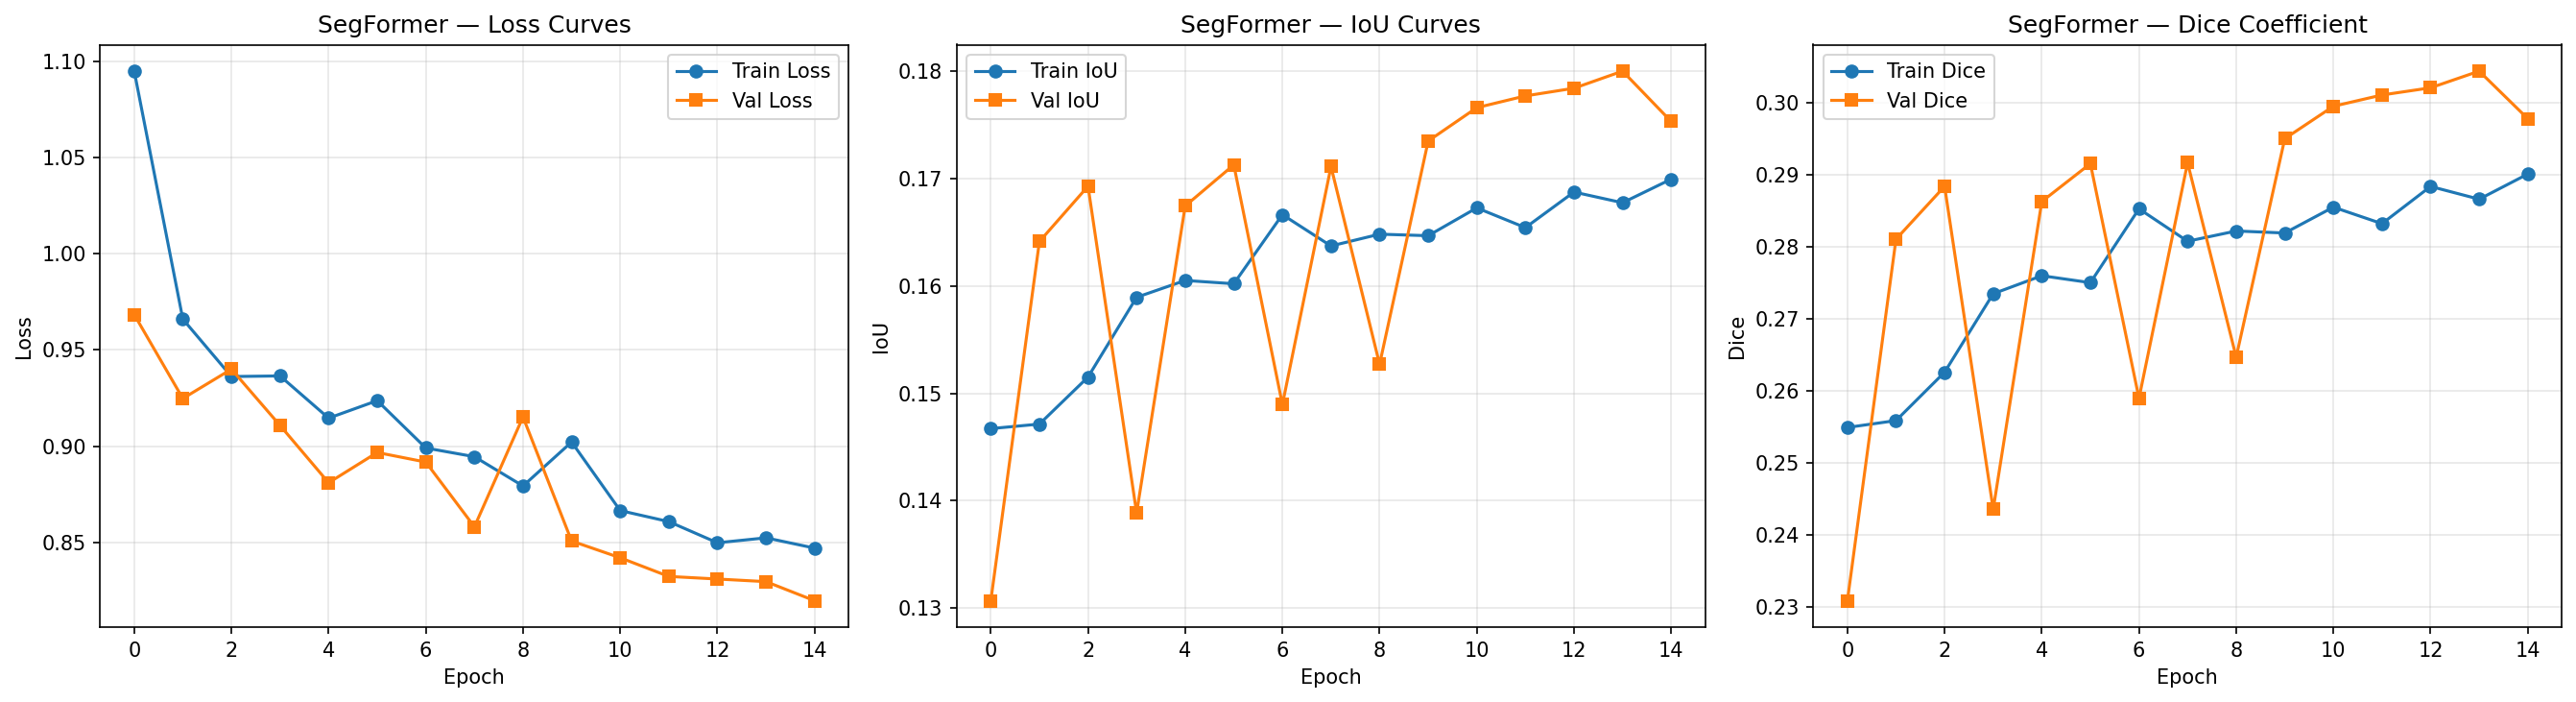 SegFormer — Loss Curves
1.10
1.05
1.00
0.95
0.90
0.85
Loss
Train Loss
Val Loss
0 2 4 6 8 10 12 14
Epoch
SegFormer — IoU Curves
0.18
0.17
0.16
0.15
0.14
0.13
IoU
Train IoU
Val IoU
0 2 4 6 8 10 12 14
Epoch
SegFormer — Dice Coefficient
0.30
0.29
0.28
0.27
0.26
0.25
0.24
0.23
Dice
Train Dice
Val Dice
0 2 4 6 8 10 12 14
Epoch